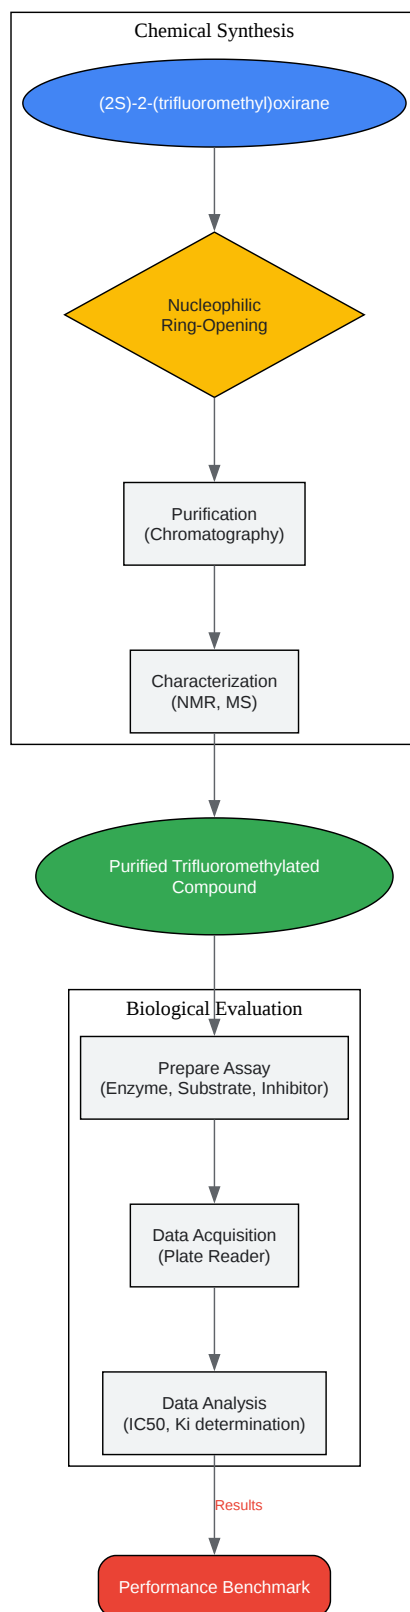 Chemical Synthesis
(2S)-2-(trifluoromethyl)oxirane
Nucleophilic
Ring-Opening
Purification
(Chromatography)
Characterization
(NMR, MS)
Purified Trifluoromethylated
Compound
Biological Evaluation
Prepare Assay
(Enzyme, Substrate, Inhibitor)
Data Acquisition
(Plate Reader)
Data Analysis
(IC50, Ki determination)
Results
Performance Benchmark